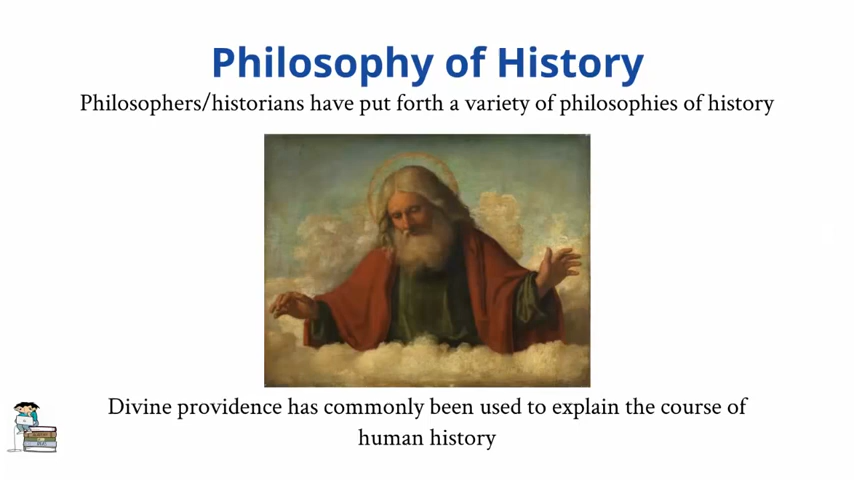 Philosophy of History
Philosophers/historians have put forth a variety of philosophies of history
Divine providence has commonly been used to explain the course of
human history